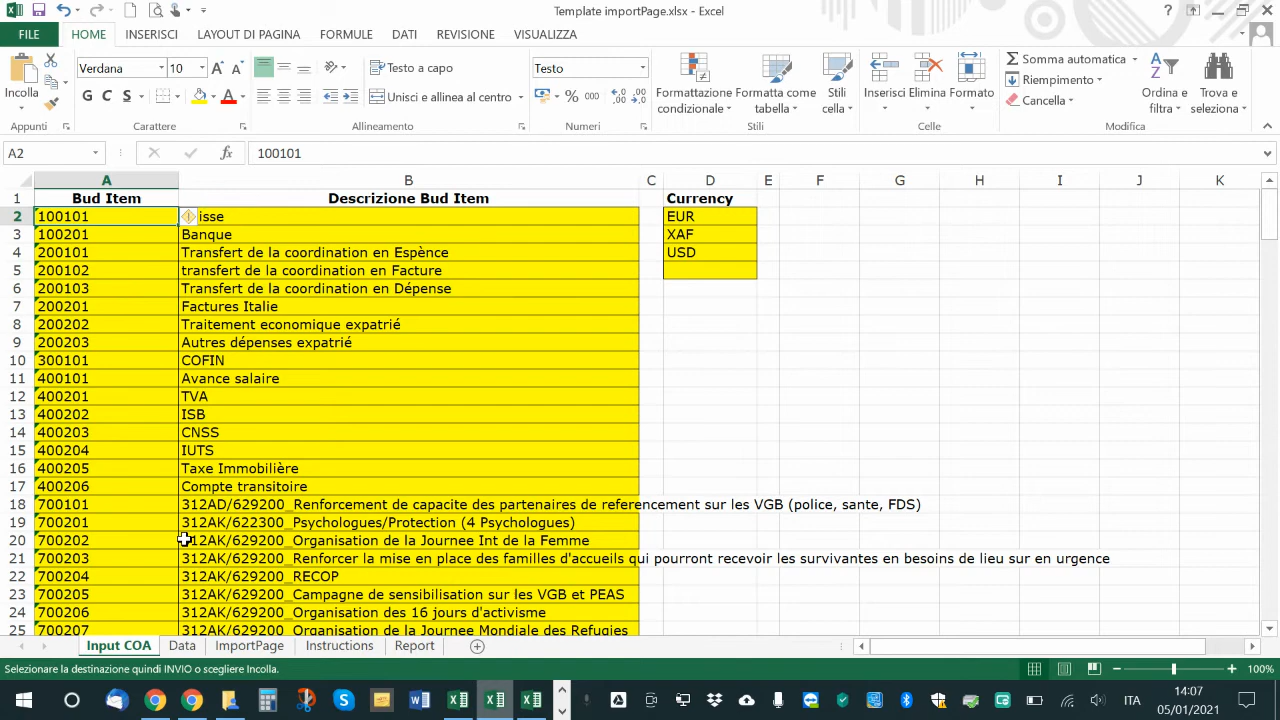 Template importPage.xlsx - Excel
FILE HOME INSERISCI LAYOUT DI PAGINA FORMULE DATI REVISIONE VISUALIZZA
Incolla
Verdana 10
G C S
Testo a capo
Unisci e allinea al centro
Testo
% 000
Formattazione condizionale
Formatta come tabella
Stili cella
Inserisci Elimina Formato
Somma automatica
Riempimento
Cancella
Ordina e filtra
Trova e seleziona
Appunti Carattere Allineamento Numeri Stili Celle Modifica
A2 fx 100101
A B C D E F G H I J K
1 Bud Item Descrizione Bud Item Currency
2 100101 isse EUR
3 100201 Banque XAF
4 200101 Transfert de la coordination en Espènce USD
5 200102 transfert de la coordination en Facture
6 200103 Transfert de la coordination en Dépense
7 200201 Factures Italie
8 200202 Traitement economique expatrié
9 200203 Autres dépenses expatrié
10 300101 COFIN
11 400101 Avance salaire
12 400201 TVA
13 400202 ISB
14 400203 CNSS
15 400204 IUTS
16 400205 Taxe Immobilière
17 400206 Compte transitoire
18 700101 312AD/629200_Renforcement de capacite des partenaires de referencement sur les VGB (police, sante, FDS)
19 700201 312AK/622300_Psychologues/Protection (4 Psychologues)
20 700202 312AK/629200_Organisation de la Journee Int de la Femme
21 700203 312AK/629200_Renforcer la mise en place des familles d'accueils qui pourront recevoir les survivantes en besoins de lieu sur en urgence
22 700204 312AK/629200_RECOP
23 700205 312AK/629200_Campagne de sensibilisation sur les VGB et PEAS
24 700206 312AK/629200_Organisation des 16 jours d'activisme
25 700207 312AK/629200_Organisation de la Journee Mondiale des Refugies
Input COA Data ImportPage Instructions Report
Selezionare la destinazione quindi INVIO o scegliere Incolla. 100%
ITA
14:07
05/01/2021